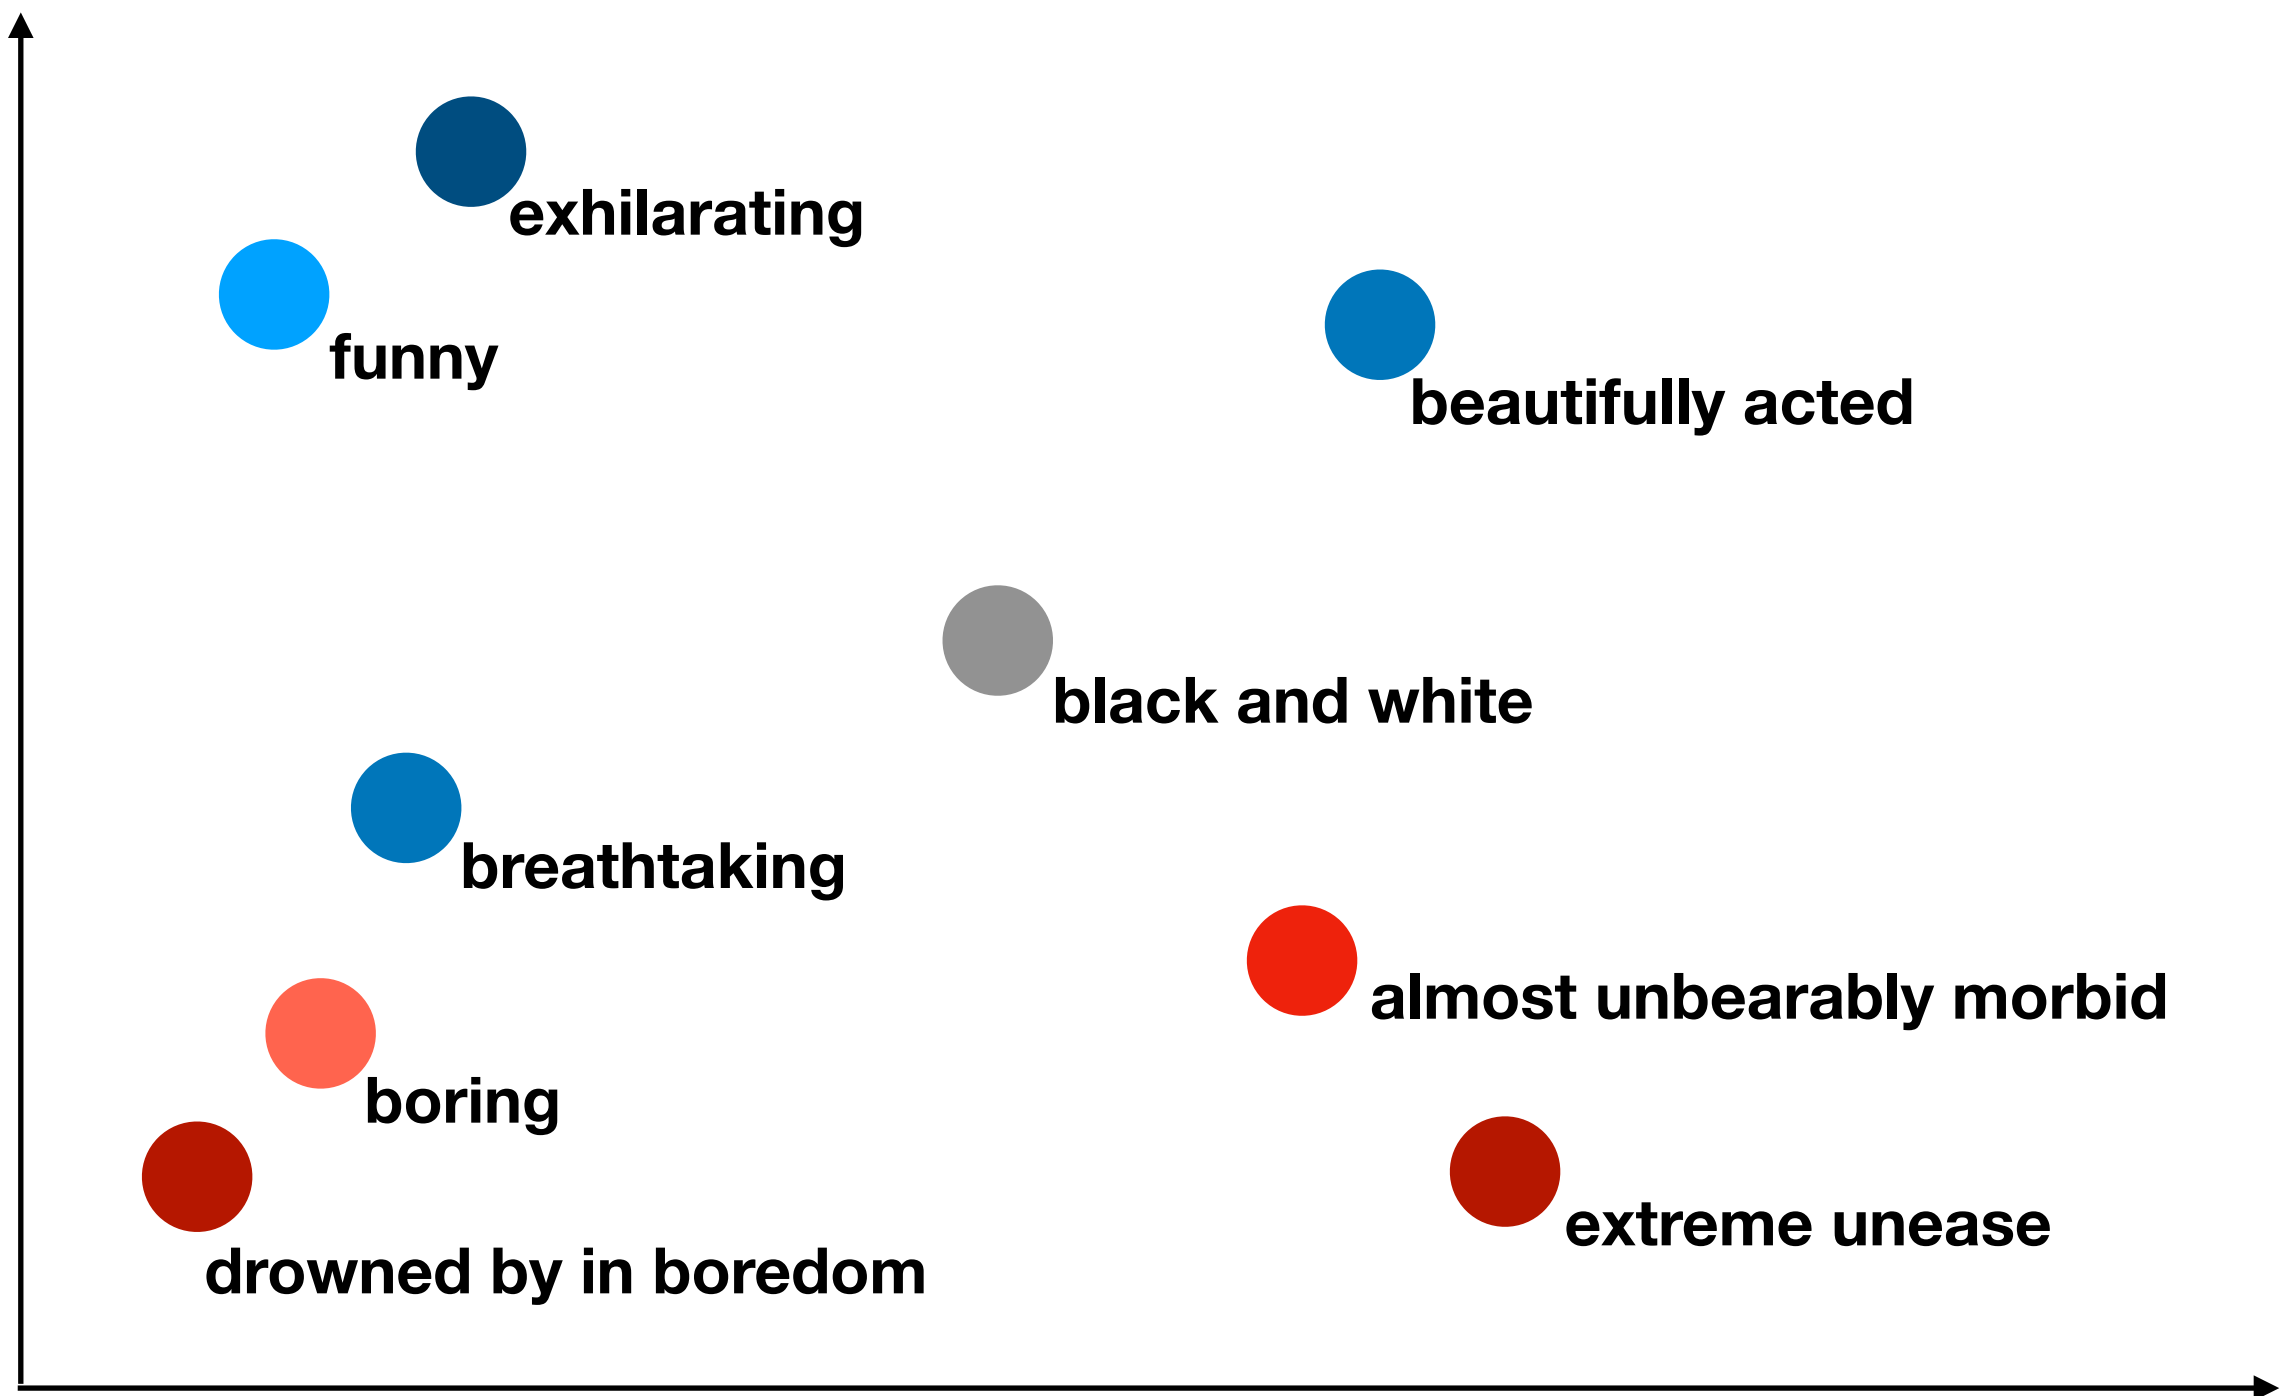 exhilarating
funny
beautifully acted
black and white
breathtaking
almost unbearably morbid
boring
extreme unease
drowned by in boredom